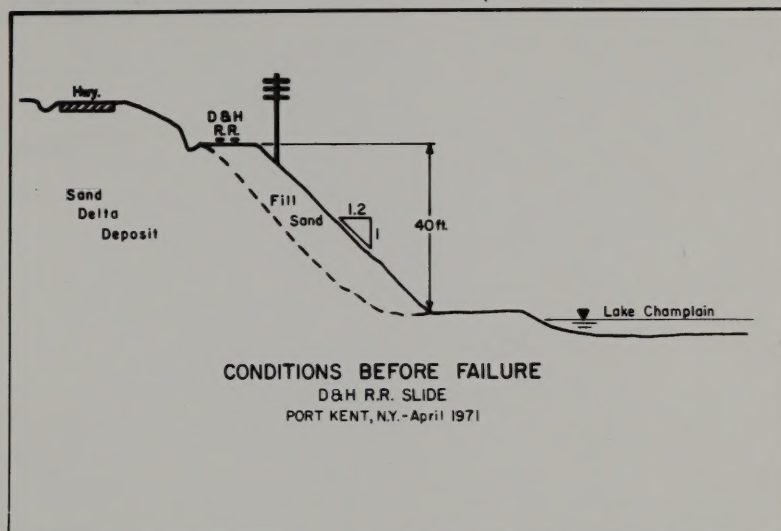 Hwy.
D&H
R.R.
Sand
Delta
Deposit
Fill
Sand
1.2
1
40ft.
Lake Champlain
CONDITIONS BEFORE FAILURE
D&H R.R. SLIDE
PORT KENT, N.Y.-April 1971